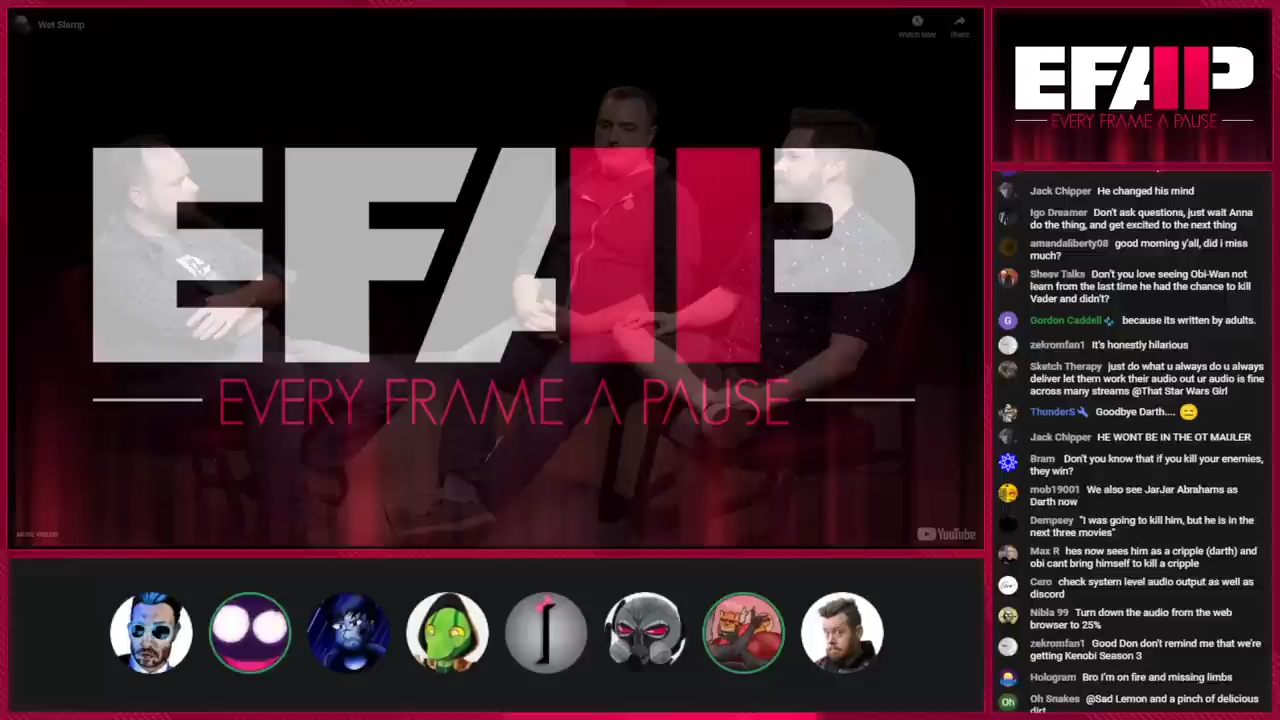 Wet Slamp
Watch later
Share
EFAP
EVERY FRAME A PAUSE
MORE VIDEOS
YouTube
EFAP
EVERY FRAME A PAUSE
Jack Chipper He changed his mind
Igo Dreamer Don't ask questions, just wait Anna
do the thing, and get excited to the next thing
amandaliberty08 good morning y'all, did i miss
much?
Sheev Talks Don't you love seeing Obi-Wan not
learn from the last time he had the chance to kill
Vader and didn't?
G
Gordon Caddell because its written by adults.
zekromfan1 It's honestly hilarious
Sketch Therapy just do what u always do u always
deliver let them work their audio out ur audio is fine
across many streams @That Star Wars Girl
ThunderS Goodbye Darth....
Jack Chipper HE WONT BE IN THE OT MAULER
Bram Don't you know that if you kill your enemies,
they win?
mob19001 We also see JarJar Abrahams as
Darth now
Dempsey "I was going to kill him, but he is in the
next three movies"
Max R hes now sees him as a cripple (darth) and
obi cant bring himself to kill a cripple
Cero check system level audio output as well as
discord
Nibla 99 Turn down the audio from the web
browser to 25%
zekromfan1 Good Don don't remind me that we're
getting Kenobi Season 3
Hologram Bro I'm on fire and missing limbs
Oh
Oh Snakes @Sad Lemon and a pinch of delicious
dirt